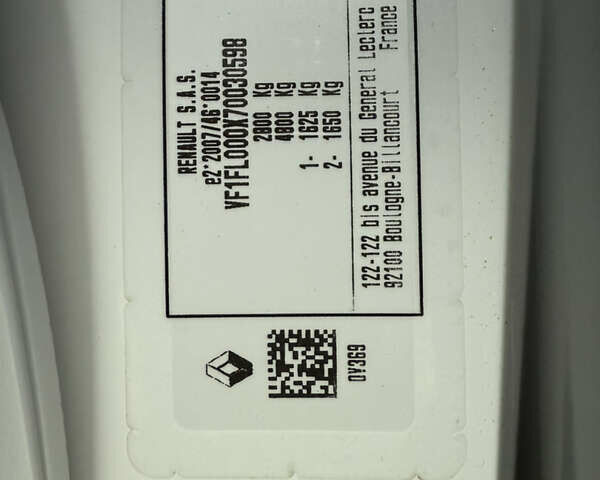 RENAULT S.A.S.
e2*2007/46*0014
VF1FL000X70030598
2800 Kg
4800 Kg
1- 1625 Kg
2- 1650 Kg
122-122 bis avenue du General Leclerc
92100 Boulogne-Billancourt France
0V369